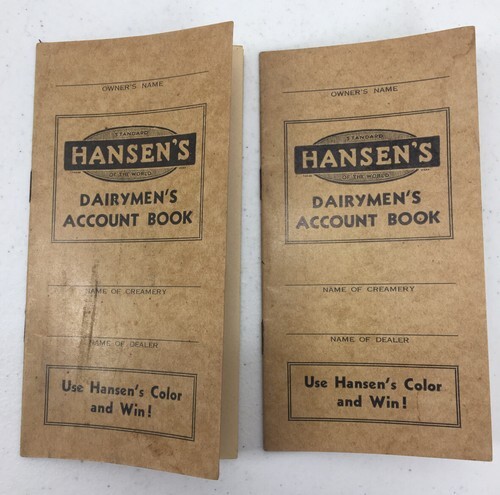 OWNER'S NAME
STANDARD
HANSEN'S
OF THE WORLD
DAIRYMEN'S
ACCOUNT BOOK
NAME OF CREAMERY
NAME OF DEALER
Use Hansen's Color
and Win!
OWNER'S NAME
STANDARD
HANSEN'S
OF THE WORLD
DAIRYMEN'S
ACCOUNT BOOK
NAME OF CREAMERY
NAME OF DEALER
Use Hansen's Color
and Win!